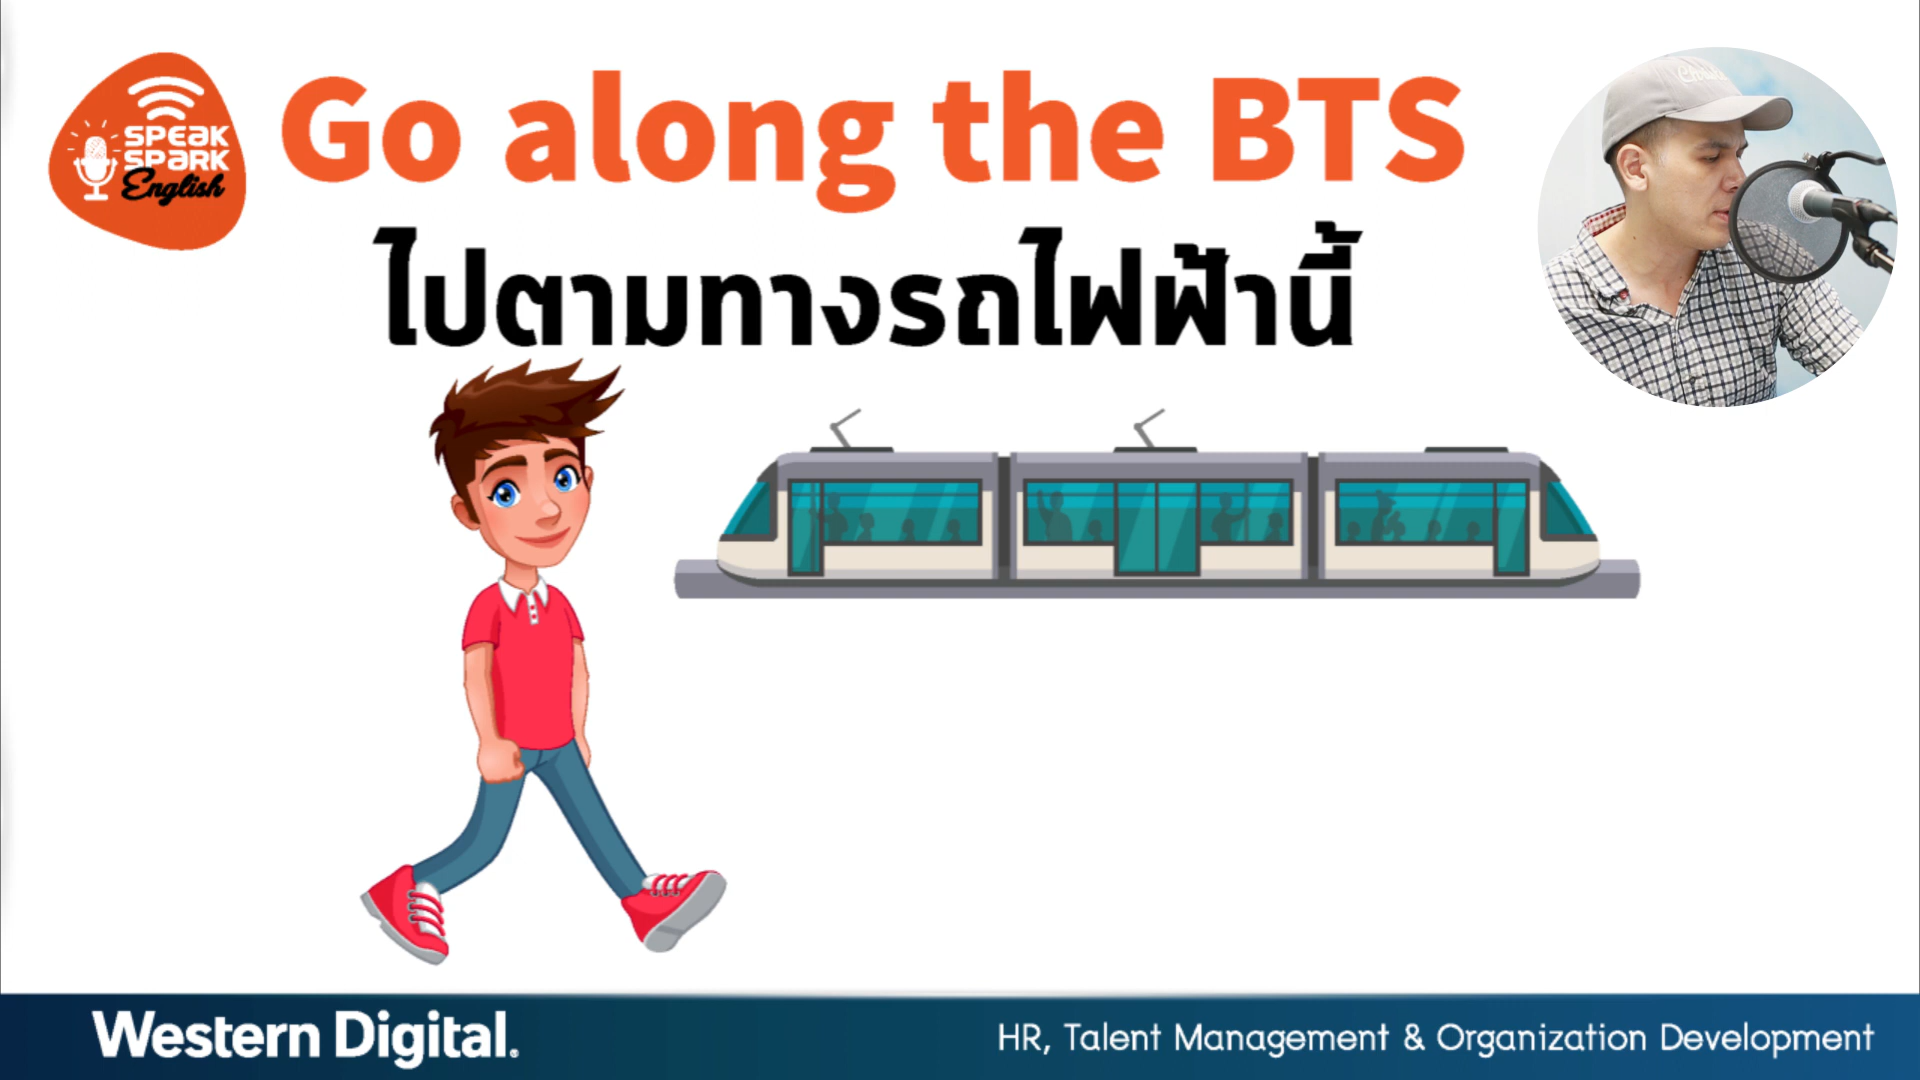 SPEAK
SPARK
English
Go along the BTS
ไปตามทางรถไฟฟ้านี้
Western Digital.
HR, Talent Management & Organization Development